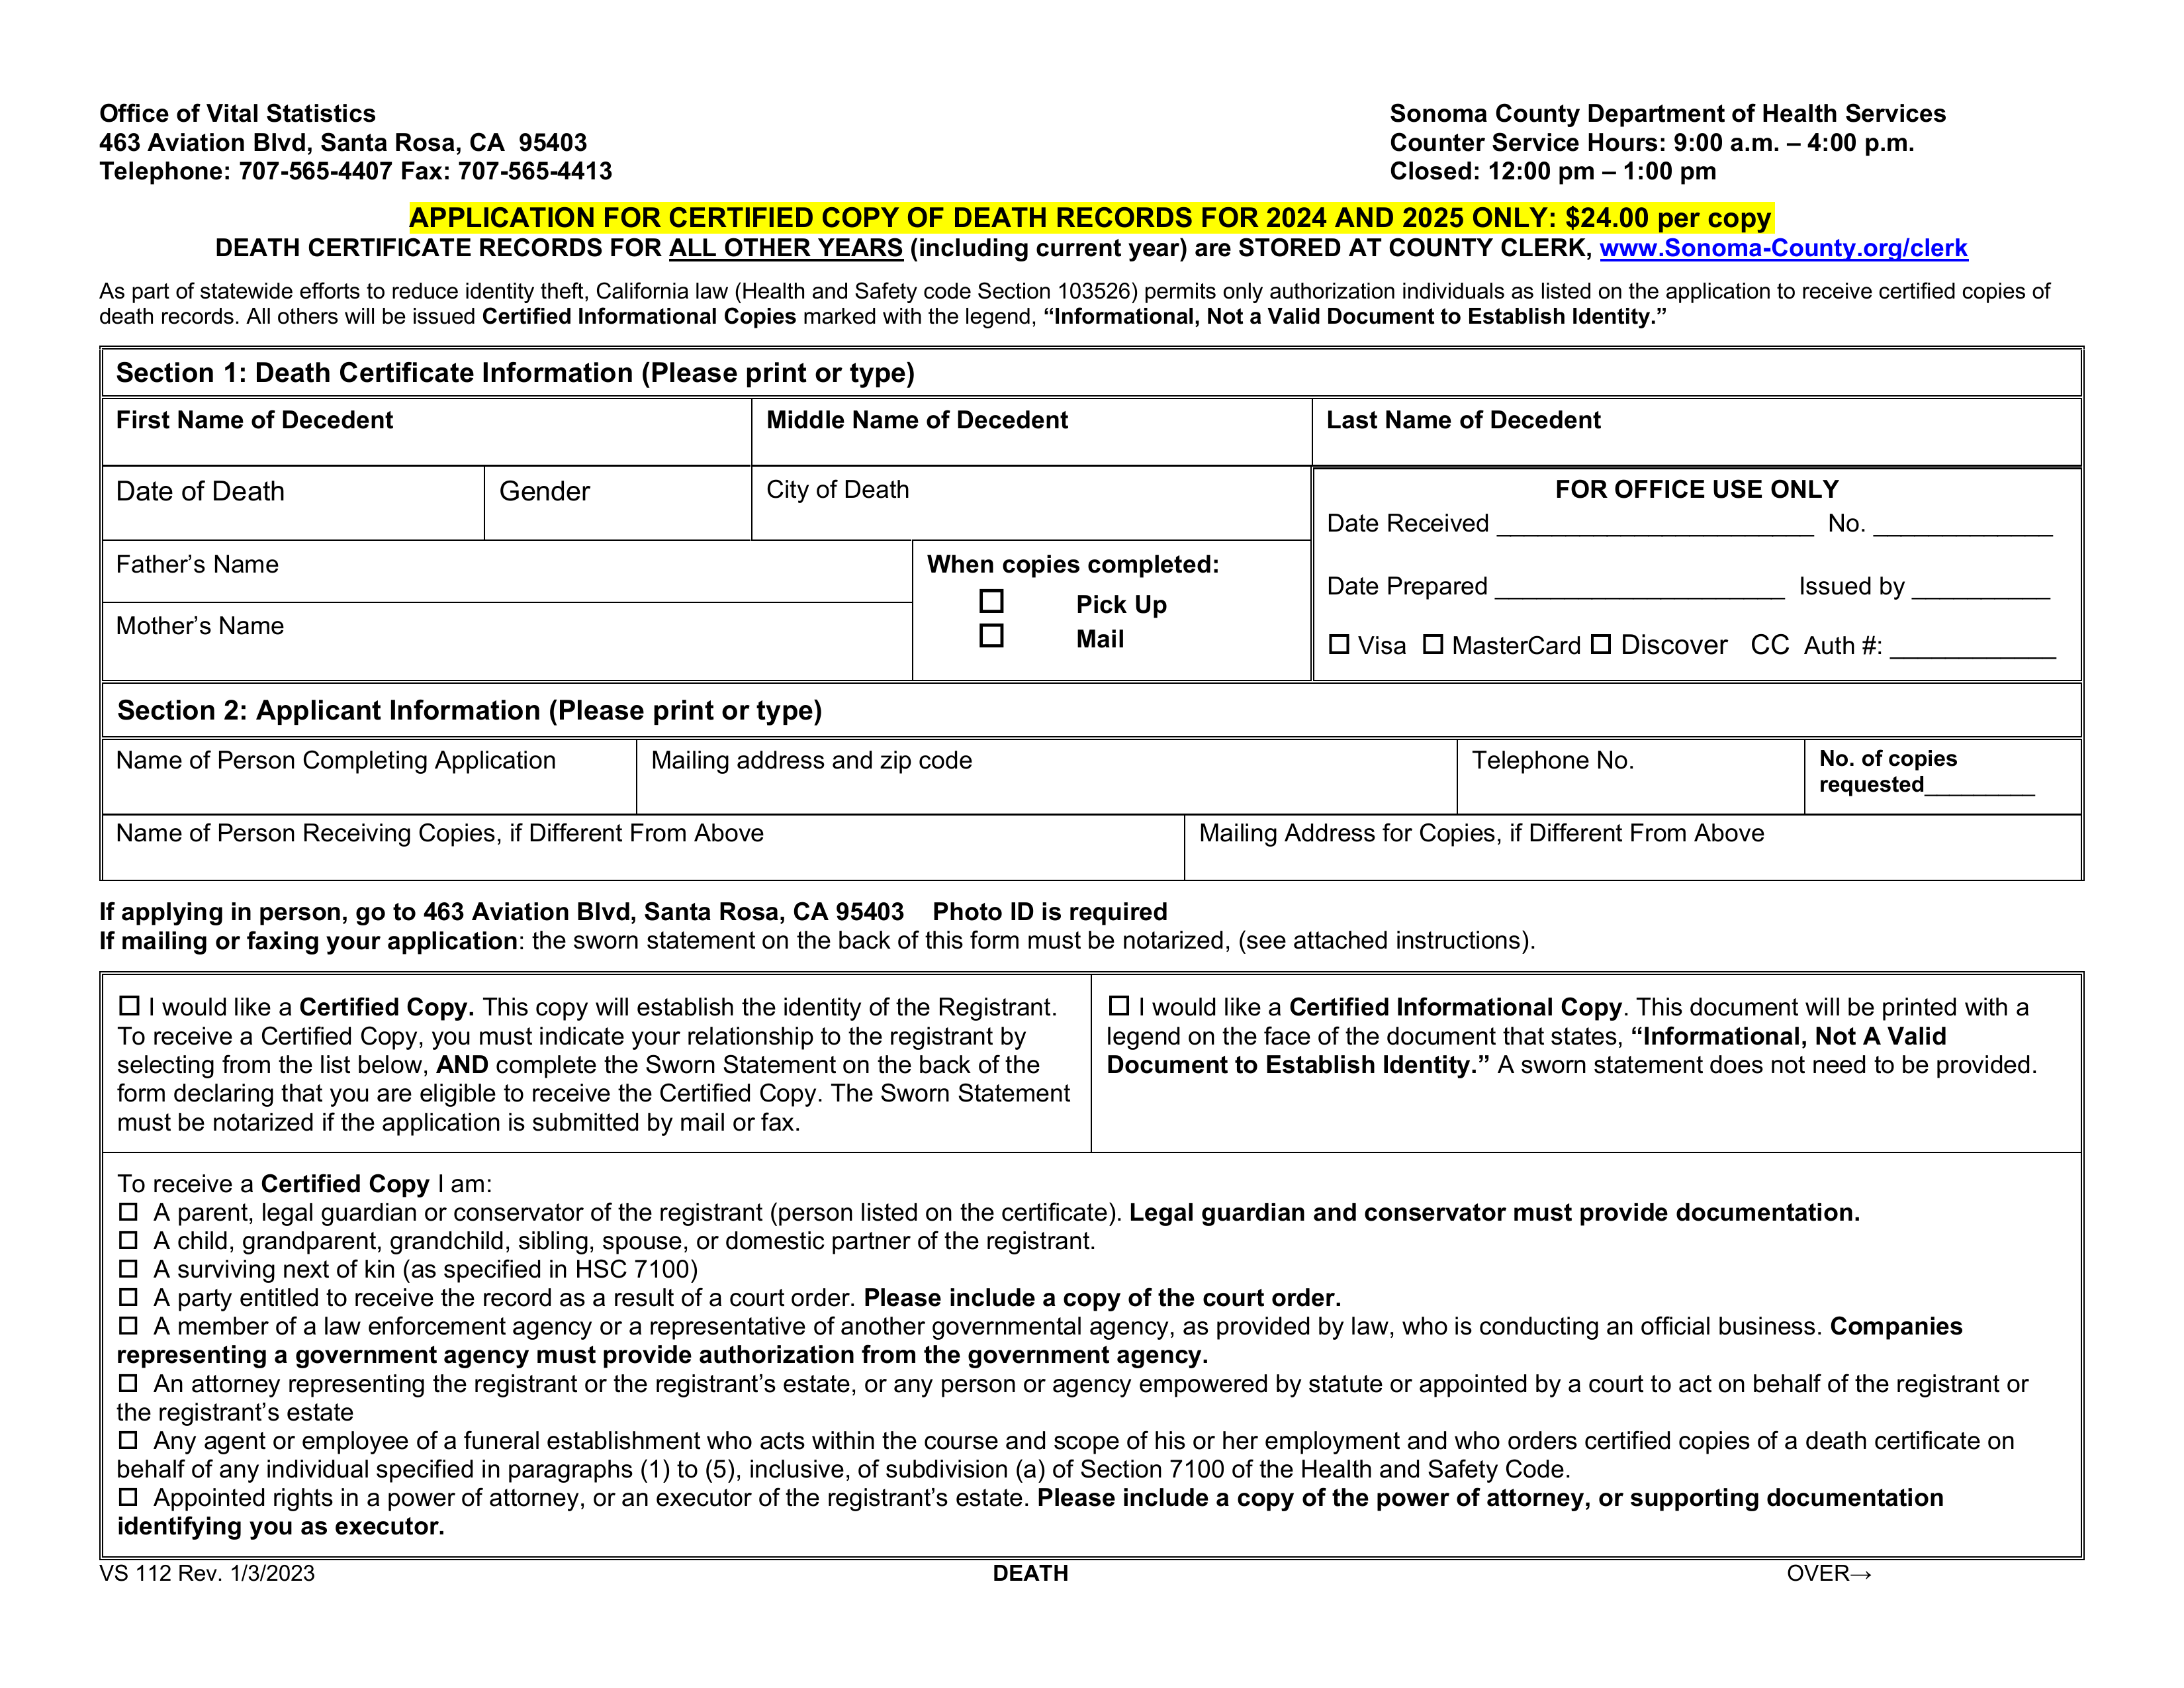 Office of Vital Statistics
463 Aviation Blvd, Santa Rosa, CA  95403
Telephone: 707-565-4407 Fax: 707-565-4413
Sonoma County Department of Health Services
Counter Service Hours: 9:00 a.m. – 4:00 p.m.
Closed: 12:00 pm – 1:00 pm
APPLICATION FOR CERTIFIED COPY OF DEATH RECORDS FOR 2024 AND 2025 ONLY: $24.00 per copy
DEATH CERTIFICATE RECORDS FOR ALL OTHER YEARS (including current year) are STORED AT COUNTY CLERK, www.Sonoma-County.org/clerk
As part of statewide efforts to reduce identity theft, California law (Health and Safety code Section 103526) permits only authorization individuals as listed on the application to receive certified copies of
death records. All others will be issued Certified Informational Copies marked with the legend, “Informational, Not a Valid Document to Establish Identity.”
Section 1: Death Certificate Information (Please print or type)
First Name of Decedent
Middle Name of Decedent
Last Name of Decedent
Date of Death
Gender
City of Death
FOR OFFICE USE ONLY
Date Received _______________________ No. _____________
Father’s Name
When copies completed:
Date Prepared _____________________ Issued by __________
☐ Pick Up
Mother’s Name
☐ Mail
☐ Visa ☐ MasterCard ☐ Discover CC Auth #: ____________
Section 2: Applicant Information (Please print or type)
Name of Person Completing Application
Mailing address and zip code
Telephone No.
No. of copies
requested_________
Name of Person Receiving Copies, if Different From Above
Mailing Address for Copies, if Different From Above
If applying in person, go to 463 Aviation Blvd, Santa Rosa, CA 95403    Photo ID is required
If mailing or faxing your application: the sworn statement on the back of this form must be notarized, (see attached instructions).
☐ I would like a Certified Copy. This copy will establish the identity of the Registrant.
To receive a Certified Copy, you must indicate your relationship to the registrant by
selecting from the list below, AND complete the Sworn Statement on the back of the
form declaring that you are eligible to receive the Certified Copy. The Sworn Statement
must be notarized if the application is submitted by mail or fax.
☐ I would like a Certified Informational Copy. This document will be printed with a
legend on the face of the document that states, “Informational, Not A Valid
Document to Establish Identity.” A sworn statement does not need to be provided.
To receive a Certified Copy I am:
☐ A parent, legal guardian or conservator of the registrant (person listed on the certificate). Legal guardian and conservator must provide documentation.
☐ A child, grandparent, grandchild, sibling, spouse, or domestic partner of the registrant.
☐ A surviving next of kin (as specified in HSC 7100)
☐ A party entitled to receive the record as a result of a court order. Please include a copy of the court order.
☐ A member of a law enforcement agency or a representative of another governmental agency, as provided by law, who is conducting an official business. Companies
representing a government agency must provide authorization from the government agency.
☐ An attorney representing the registrant or the registrant’s estate, or any person or agency empowered by statute or appointed by a court to act on behalf of the registrant or
the registrant’s estate
☐ Any agent or employee of a funeral establishment who acts within the course and scope of his or her employment and who orders certified copies of a death certificate on
behalf of any individual specified in paragraphs (1) to (5), inclusive, of subdivision (a) of Section 7100 of the Health and Safety Code.
☐ Appointed rights in a power of attorney, or an executor of the registrant’s estate. Please include a copy of the power of attorney, or supporting documentation
identifying you as executor.
VS 112 Rev. 1/3/2023
DEATH
OVER→